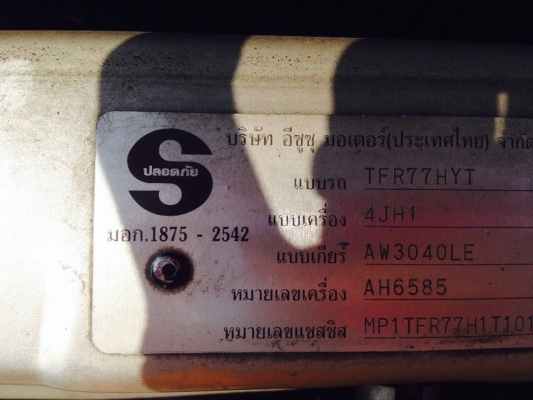 บริษัท อีซูซุ มอเตอร์(ประเทศไทย) จำกัด
ปลอดภัย
มอก.1875 - 2542
แบบรถ TFR77HYT
แบบเครื่อง 4JH1
แบบเกียร์ AW3040LE
หมายเลขเครื่อง AH6585
หมายเลขแชสซิส MP1TFR77H1T101